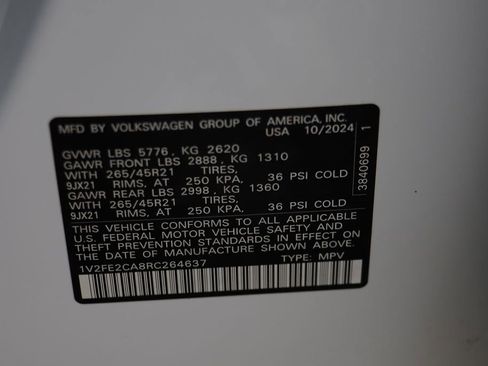 MFD BY VOLKSWAGEN GROUP OF AMERICA, INC.
USA 10/2024
GVWR LBS 5776, KG 2620
GAWR FRONT LBS 2888, KG 1310
WITH 265/45R21 TIRES,
9JX21 RIMS, AT 250 KPA, 36 PSI COLD
GAWR REAR LBS 2998, KG 1360
WITH 265/45R21 TIRES,
9JX21 RIMS, AT 250 KPA, 36 PSI COLD
THIS VEHICLE CONFORMS TO ALL APPLICABLE
U.S. FEDERAL MOTOR VEHICLE SAFETY AND
THEFT PREVENTION STANDARDS IN EFFECT ON
THE DATE OF MANUFACTURE SHOWN ABOVE.
1V2FE2CA8RC264637 TYPE: MPV
3840699 1